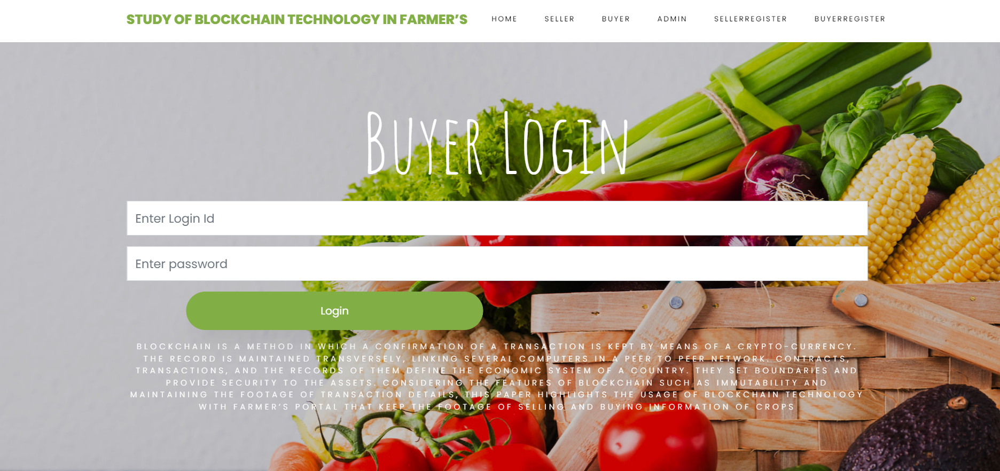 STUDY OF BLOCKCHAIN TECHNOLOGY IN FARMER’S
HOME SELLER BUYER ADMIN SELLERREGISTER BUYERREGISTER
BUYER LOGIN
Enter Login Id
Enter password
Login
BLOCKCHAIN IS A METHOD IN WHICH A CONFIRMATION OF A TRANSACTION IS KEPT BY MEANS OF A CRYPTO-CURRENCY.
THE RECORD IS MAINTAINED TRANSVERSELY, LINKING SEVERAL COMPUTERS IN A PEER TO PEER NETWORK. CONTRACTS,
TRANSACTIONS, AND THE RECORDS OF THEM DEFINE THE ECONOMIC SYSTEM OF A COUNTRY. THEY SET BOUNDARIES AND
PROVIDE SECURITY TO THE ASSETS. CONSIDERING THE FEATURES OF BLOCKCHAIN SUCH AS IMMUTABILITY AND
MAINTAINING THE FOOTAGE OF TRANSACTION DETAILS, THIS PAPER HIGHLIGHTS THE USAGE OF BLOCKCHAIN TECHNOLOGY
WITH FARMER’S PORTAL THAT KEEP THE FOOTAGE OF SELLING AND BUYING INFORMATION OF CROPS